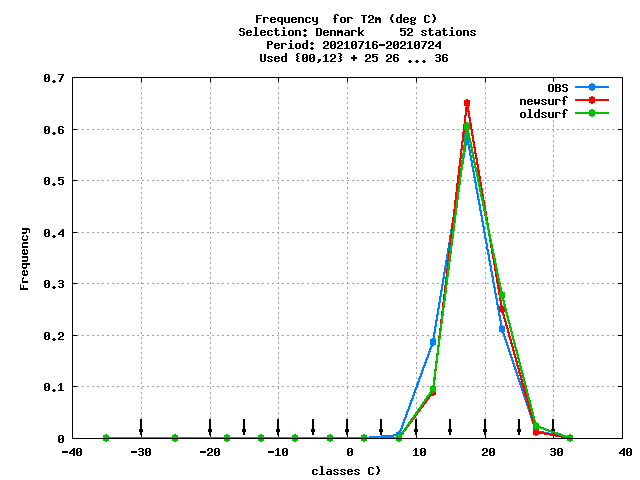 Frequency  for T2m (deg C)
Selection: Denmark     52 stations
Period: 20210716-20210724
Used {00,12} + 25 26 ... 36
0.7
0.6
0.5
0.4
0.3
0.2
0.1
0
Frequency
OBS
newsurf
oldsurf
-40 -30 -20 -10 0 10 20 30 40
classes C)